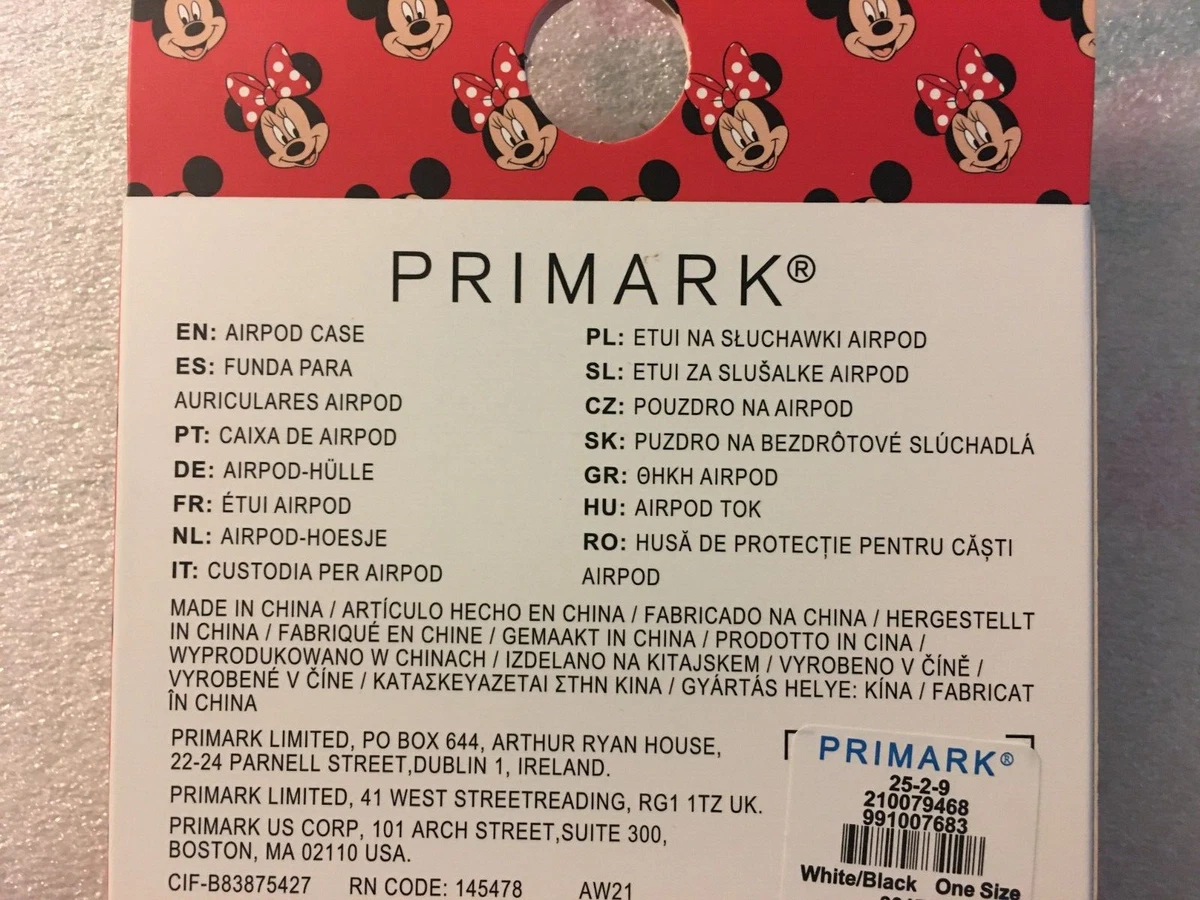 PRIMARK®
EN: AIRPOD CASE
ES: FUNDA PARA
AURICULARES AIRPOD
PT: CAIXA DE AIRPOD
DE: AIRPOD-HÜLLE
FR: ÉTUI AIRPOD
NL: AIRPOD-HOESJE
IT: CUSTODIA PER AIRPOD
PL: ETUI NA SŁUCHAWKI AIRPOD
SL: ETUI ZA SLUŠALKE AIRPOD
CZ: POUZDRO NA AIRPOD
SK: PUZDRO NA BEZDRÔTOVÉ SLÚCHADLÁ
GR: ΘΗΚΗ AIRPOD
HU: AIRPOD TOK
RO: HUSĂ DE PROTECȚIE PENTRU CĂȘTI
AIRPOD
MADE IN CHINA / ARTÍCULO HECHO EN CHINA / FABRICADO NA CHINA / HERGESTELLT
IN CHINA / FABRIQUÉ EN CHINE / GEMAAKT IN CHINA / PRODOTTO IN CINA /
WYPRODUKOWANO W CHINACH / IZDELANO NA KITAJSKEM / VYROBENO V ČÍNĚ /
VYROBENÉ V ČÍNE / ΚΑΤΑΣΚΕΥΑΖΕΤΑΙ ΣΤΗΝ ΚΙΝΑ / GYÁRTÁS HELYE: KÍNA / FABRICAT
ÎN CHINA
PRIMARK LIMITED, PO BOX 644, ARTHUR RYAN HOUSE,
22-24 PARNELL STREET,DUBLIN 1, IRELAND.
PRIMARK LIMITED, 41 WEST STREETREADING, RG1 1TZ UK.
PRIMARK US CORP, 101 ARCH STREET,SUITE 300,
BOSTON, MA 02110 USA.
CIF-B83875427 RN CODE: 145478 AW21
PRIMARK®
25-2-9
210079468
991007683
White/Black One Size